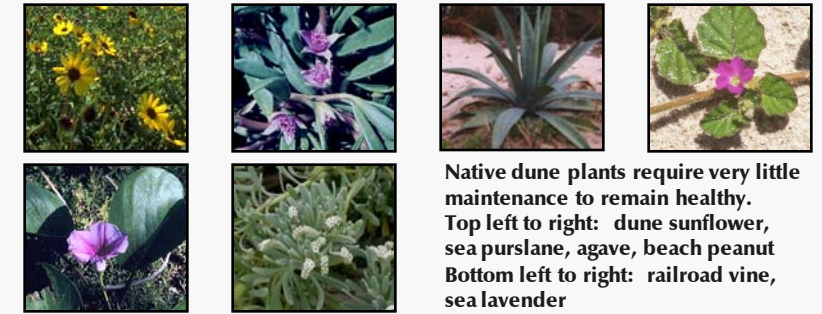 Native dune plants require very little
maintenance to remain healthy.
Top left to right: dune sunflower,
sea purslane, agave, beach peanut
Bottom left to right: railroad vine,
sea lavender